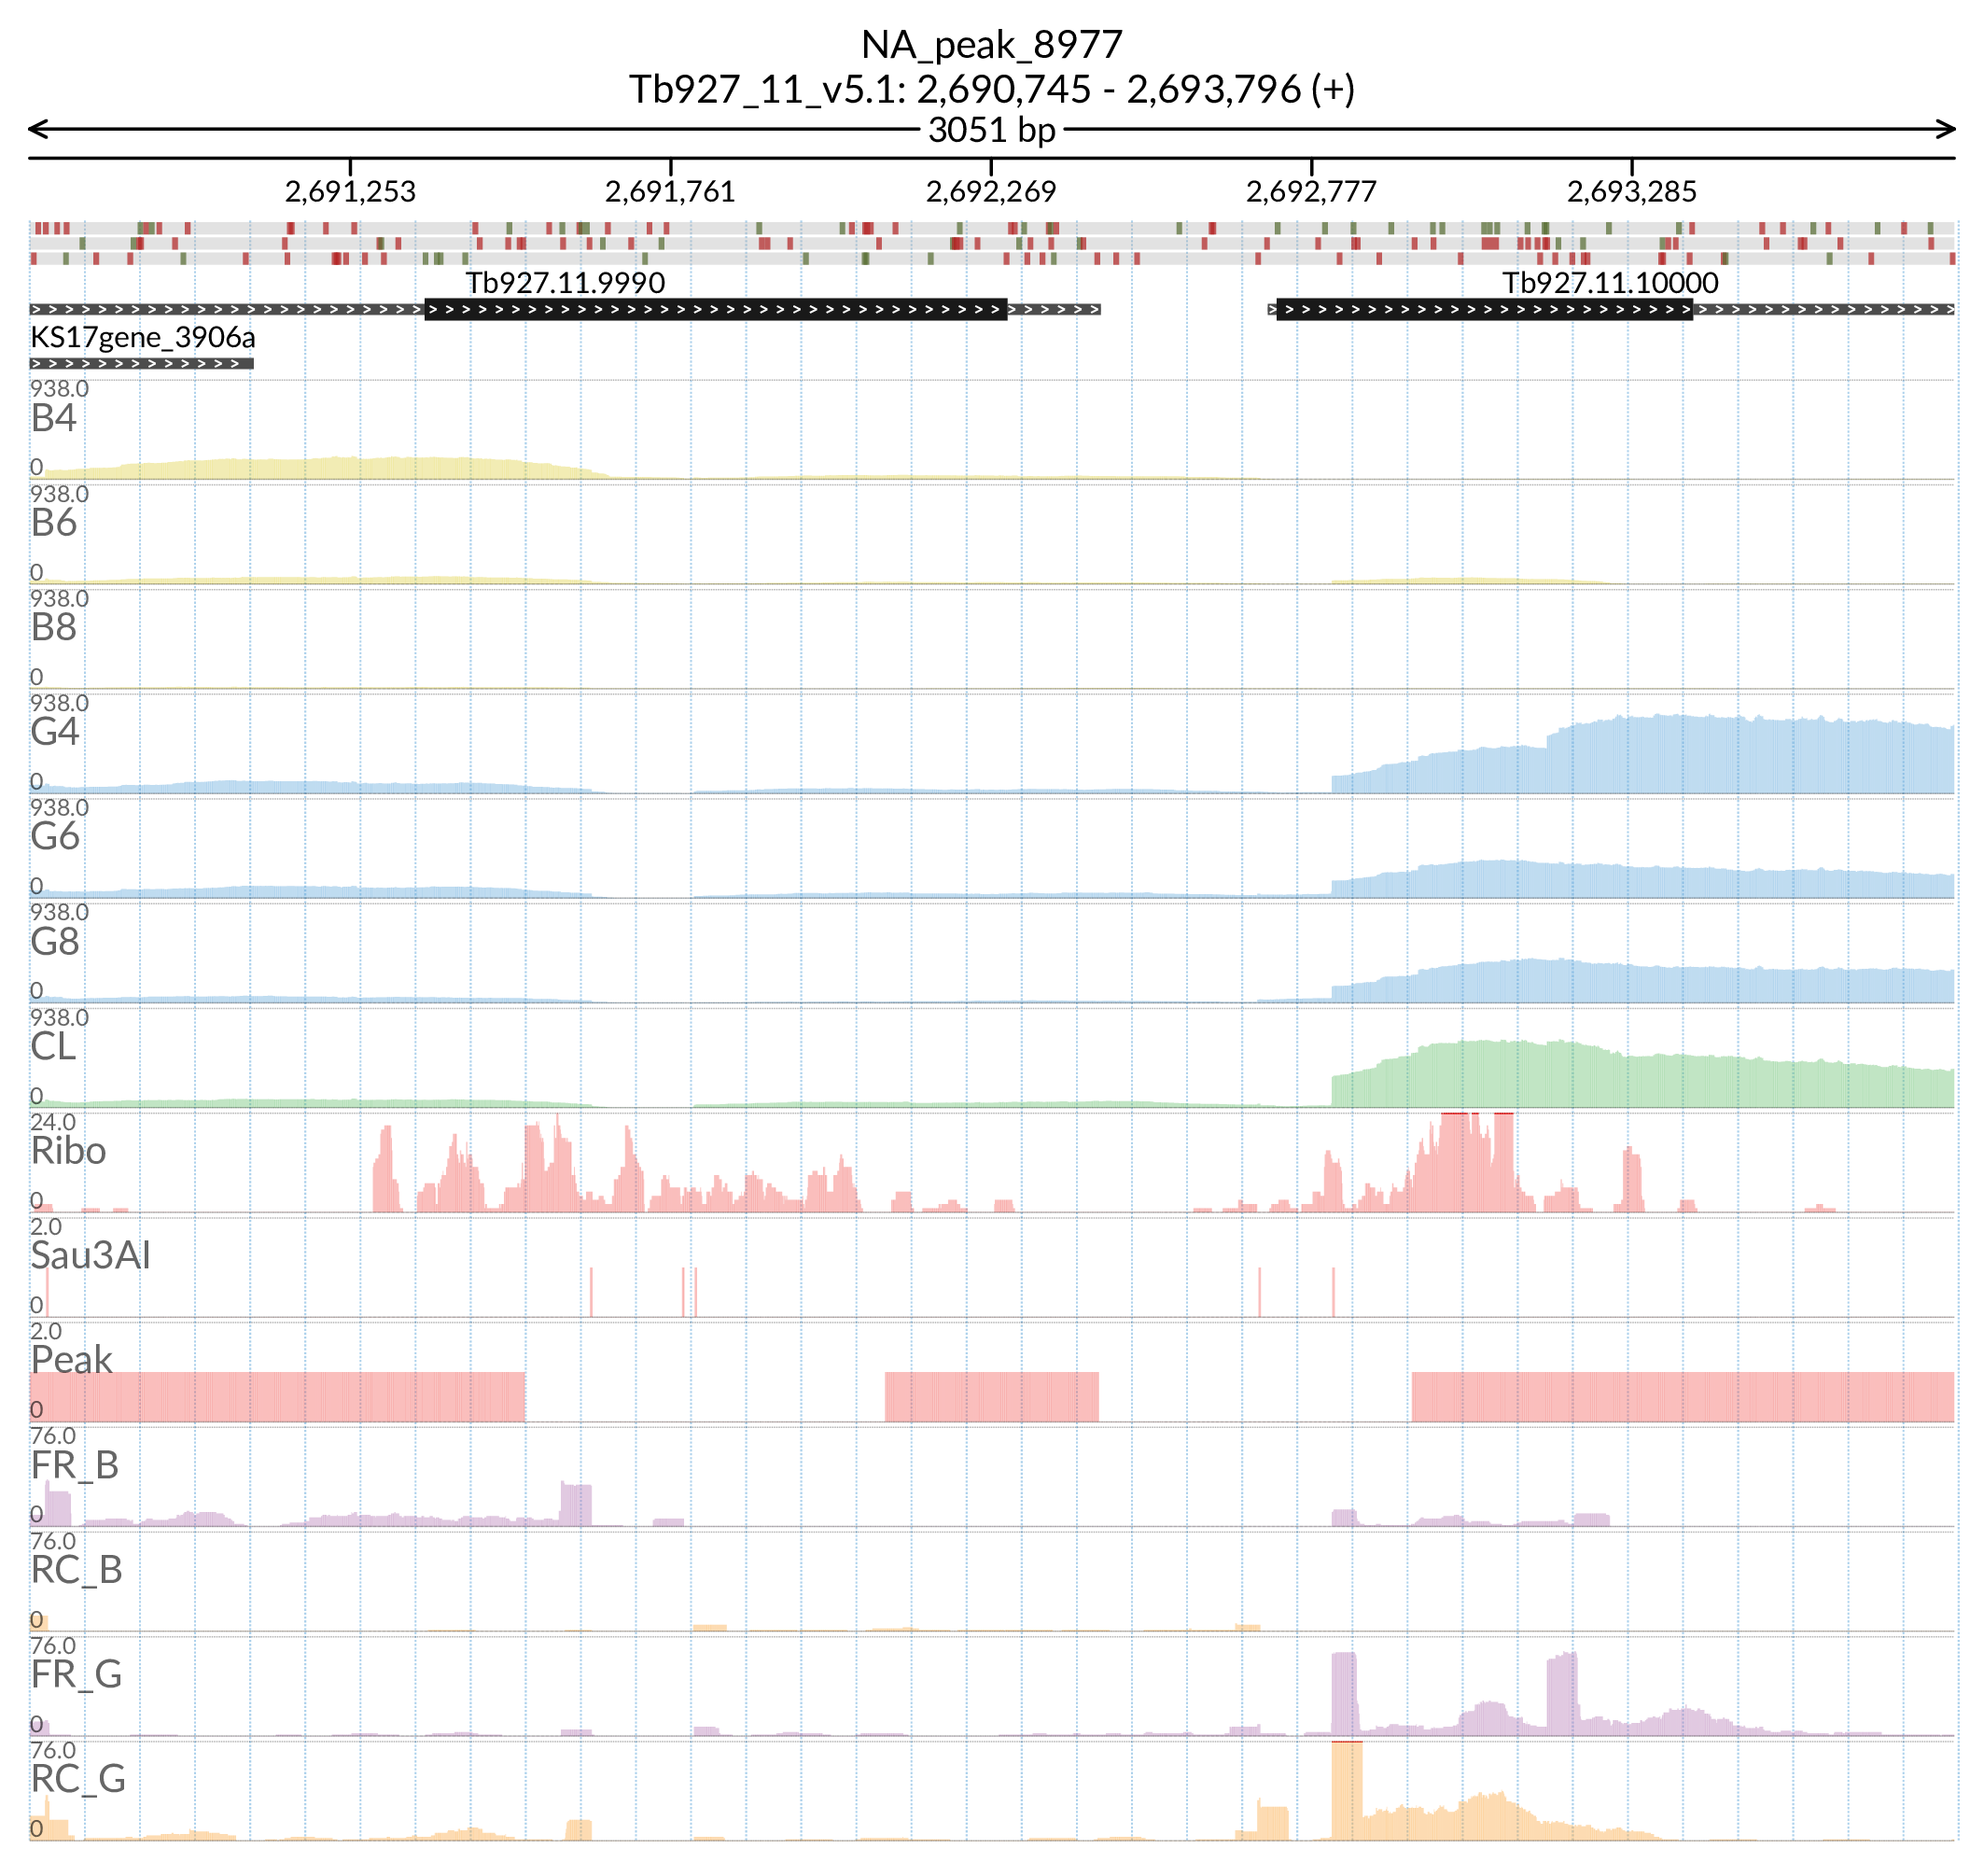 NA_peak_8977
Tb927_11_v5.1: 2,690,745 - 2,693,796 (+)
3051 bp
2,691,253 2,691,761 2,692,269 2,692,777 2,693,285
Tb927.11.9990 Tb927.11.10000
KS17gene_3906a
938.0
B4
0
938.0
B6
0
938.0
B8
0
938.0
G4
0
938.0
G6
0
938.0
G8
0
938.0
CL
0
24.0
Ribo
0
2.0
Sau3AI
0
2.0
Peak
0
76.0
FR_B
0
76.0
RC_B
0
76.0
FR_G
0
76.0
RC_G
0